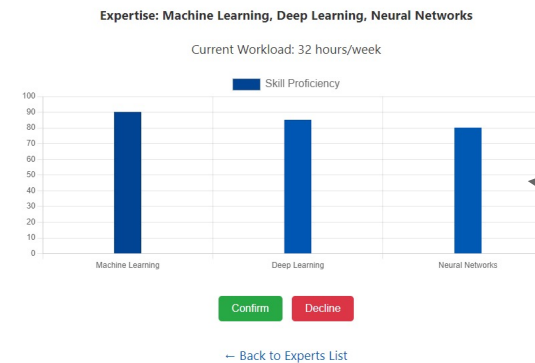 Expertise: Machine Learning, Deep Learning, Neural Networks
Current Workload: 32 hours/week
Skill Proficiency
100
90
80
70
60
50
40
30
20
10
0
Machine Learning Deep Learning Neural Networks
Confirm Decline
← Back to Experts List